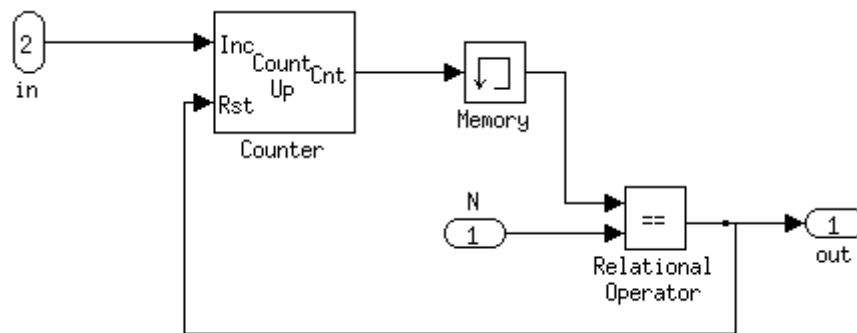 2
in
Inc
Count
Up
Cnt
Rst
Counter
Memory
N
1
==
Relational
Operator
1
out